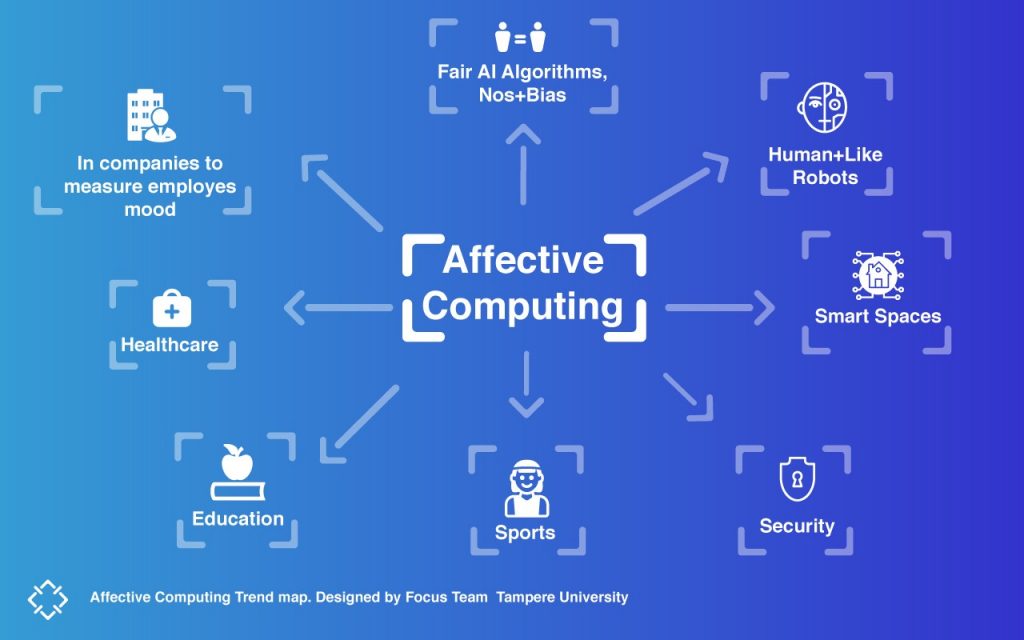 Fair AI Algorithms,
Nos+Bias
In companies to
measure employes
mood
Human+Like
Robots
Affective
Computing
Smart Spaces
Healthcare
Education
Sports
Security
Affective Computing Trend map. Designed by Focus Team Tampere University